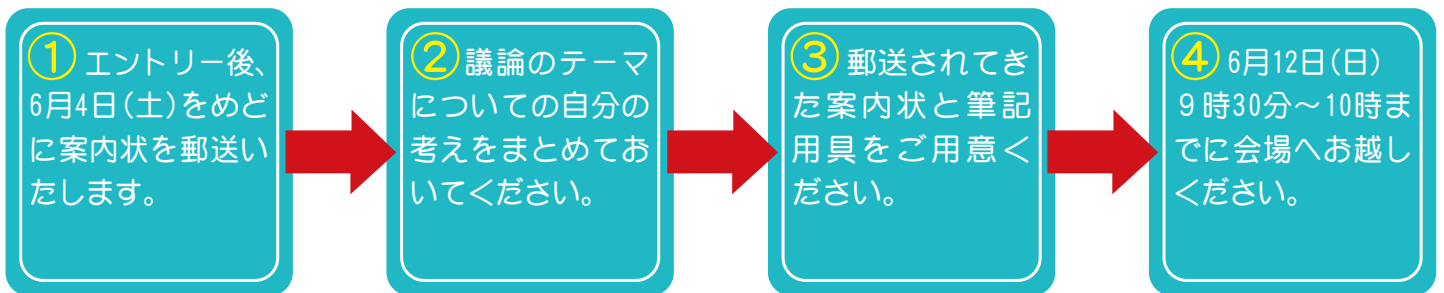 ① エントリー後、
6月4日(土)をめど
に案内状を郵送い
たします。
② 議論のテーマ
についての自分の
考えをまとめてお
いてください。
③ 郵送されてき
た案内状と筆記
用具をご用意く
ださい。
④ 6月12日(日)
９時30分～10時ま
でに会場へお越し
ください。